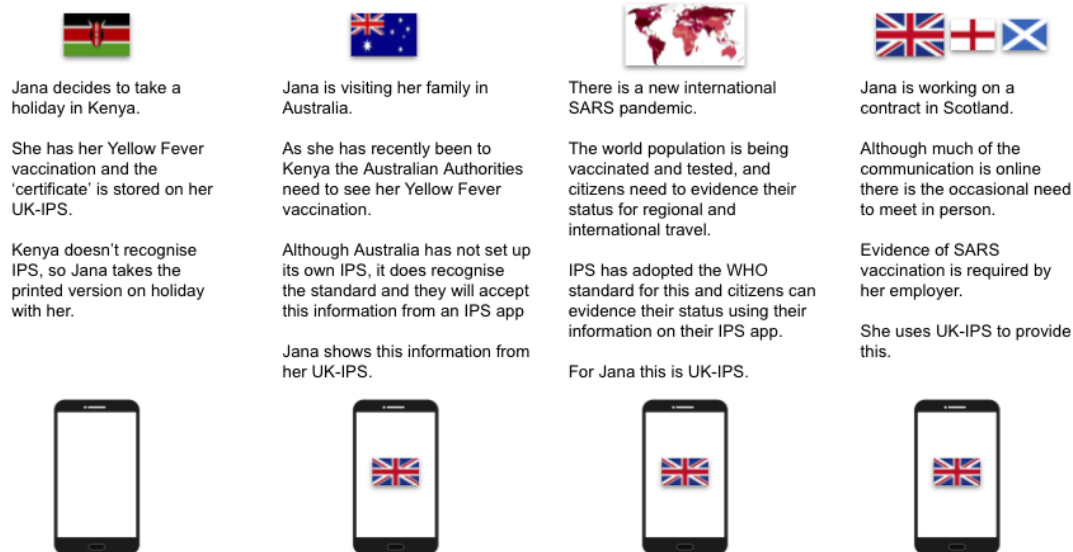 Jana decides to take a
holiday in Kenya.
She has her Yellow Fever
vaccination and the
‘certificate’ is stored on her
UK-IPS.
Kenya doesn’t recognise
IPS, so Jana takes the
printed version on holiday
with her.
Jana is visiting her family in
Australia.
As she has recently been to
Kenya the Australian Authorities
need to see her Yellow Fever
vaccination.
Although Australia has not set up
its own IPS, it does recognise
the standard and they will accept
this information from an IPS app
Jana shows this information from
her UK-IPS.
There is a new international
SARS pandemic.
The world population is being
vaccinated and tested, and
citizens need to evidence their
status for regional and
international travel.
IPS has adopted the WHO
standard for this and citizens can
evidence their status using their
information on their IPS app.
For Jana this is UK-IPS.
Jana is working on a
contract in Scotland.
Although much of the
communication is online
there is the occasional need
to meet in person.
Evidence of SARS
vaccination is required by
her employer.
She uses UK-IPS to provide
this.